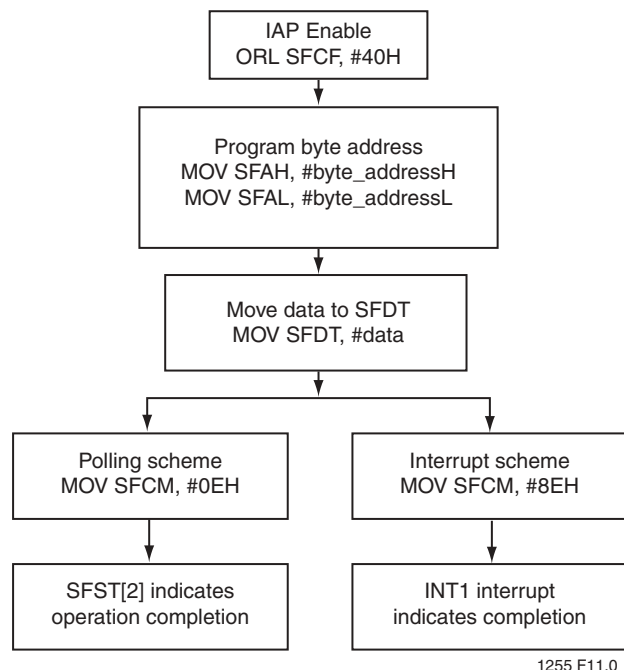 IAP Enable
ORL SFCF, #40H
Program byte address
MOV SFAH, #byte_addressH
MOV SFAL, #byte_addressL
Move data to SFDT
MOV SFDT, #data
Polling scheme
MOV SFCM, #0EH
Interrupt scheme
MOV SFCM, #8EH
SFST[2] indicates
operation completion
INT1 interrupt
indicates completion
1255 F11.0